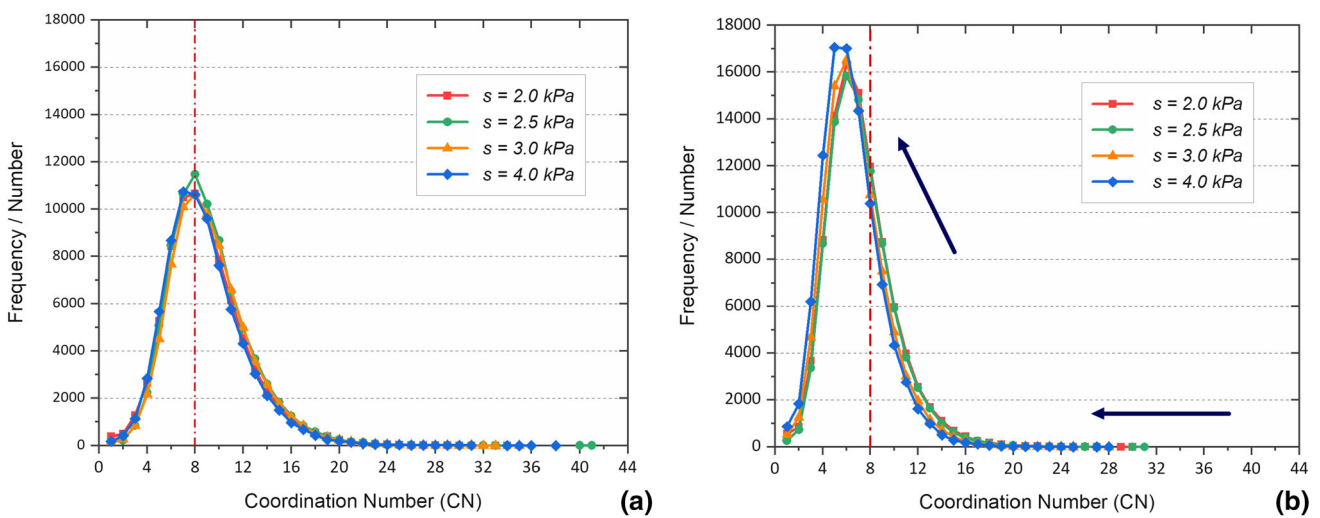 18000
16000
14000
12000
10000
8000
6000
4000
2000
0
Frequency / Number
s = 2.0 kPa
s = 2.5 kPa
s = 3.0 kPa
s = 4.0 kPa
0 4 8 12 16 20 24 28 32 36 40 44
Coordination Number (CN)
(a)
18000
16000
14000
12000
10000
8000
6000
4000
2000
0
Frequency / Number
s = 2.0 kPa
s = 2.5 kPa
s = 3.0 kPa
s = 4.0 kPa
0 4 8 12 16 20 24 28 32 36 40 44
Coordination Number (CN)
(b)